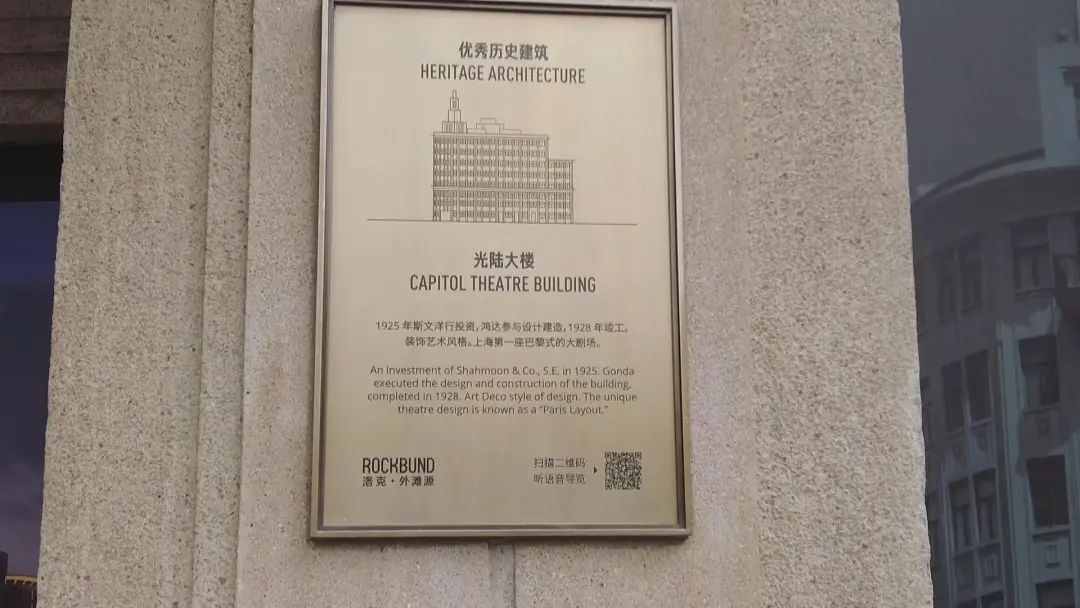 优秀历史建筑
HERITAGE ARCHITECTURE
光陆大楼
CAPITOL THEATRE BUILDING
1925 年斯文洋行投资，鸿达参与设计建造，1928 年竣工。
装饰艺术风格。上海第一座巴黎式的大剧场。
An investment of Shahmoon & Co., S.E. in 1925. Gonda
executed the design and construction of the building,
completed in 1928. Art Deco style of design. The unique
theatre design is known as a “Paris Layout.”
ROCKBUND
洛克・外滩源
扫描二维码
听语音导览